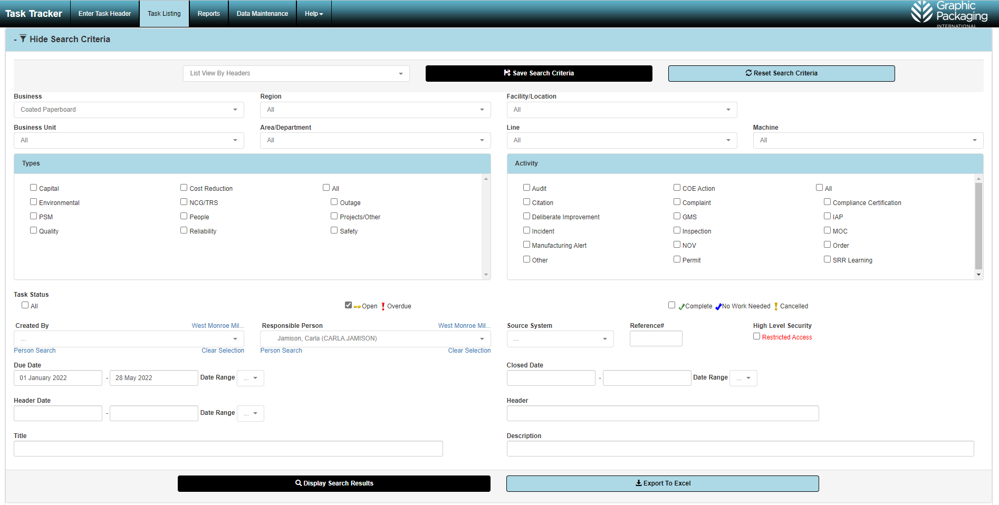 Task Tracker Enter Task Header Task Listing Reports Data Maintenance Help
Graphic
Packaging
INTERNATIONAL
- Hide Search Criteria
List View By Headers Save Search Criteria Reset Search Criteria
Business Region Facility/Location
Coated Paperboard All All
Business Unit Area/Department Line Machine
All All All All
Types Activity
Capital Cost Reduction All Audit COE Action All
Environmental NCG/TRS Outage Citation Complaint Compliance Certification
PSM People Projects/Other Deliberate Improvement GMS IAP
Quality Reliability Safety Incident Inspection MOC
Manufacturing Alert NOV Order
Other Permit SRR Learning
Task Status
All Open Overdue Complete No Work Needed Cancelled
Created By West Monroe Mil... Responsible Person West Monroe Mil... Source System Reference# High Level Security
... Jamison, Carla (CARLA.JAMISON) ... Restricted Access
Person Search Clear Selection Person Search Clear Selection
Due Date Closed Date
01 January 2022 - 28 May 2022 Date Range ... - Date Range ...
Header Date Header
- Date Range ...
Title Description
Display Search Results Export To Excel